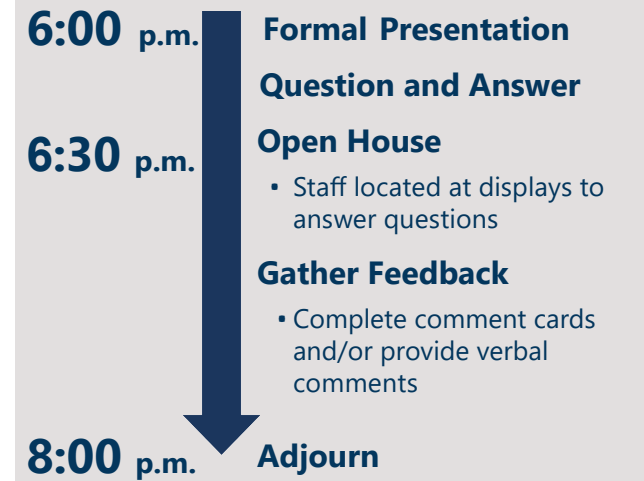 6:00 p.m. Formal Presentation
Question and Answer
6:30 p.m. Open House
• Staff located at displays to
answer questions
Gather Feedback
• Complete comment cards
and/or provide verbal
comments
8:00 p.m. Adjourn